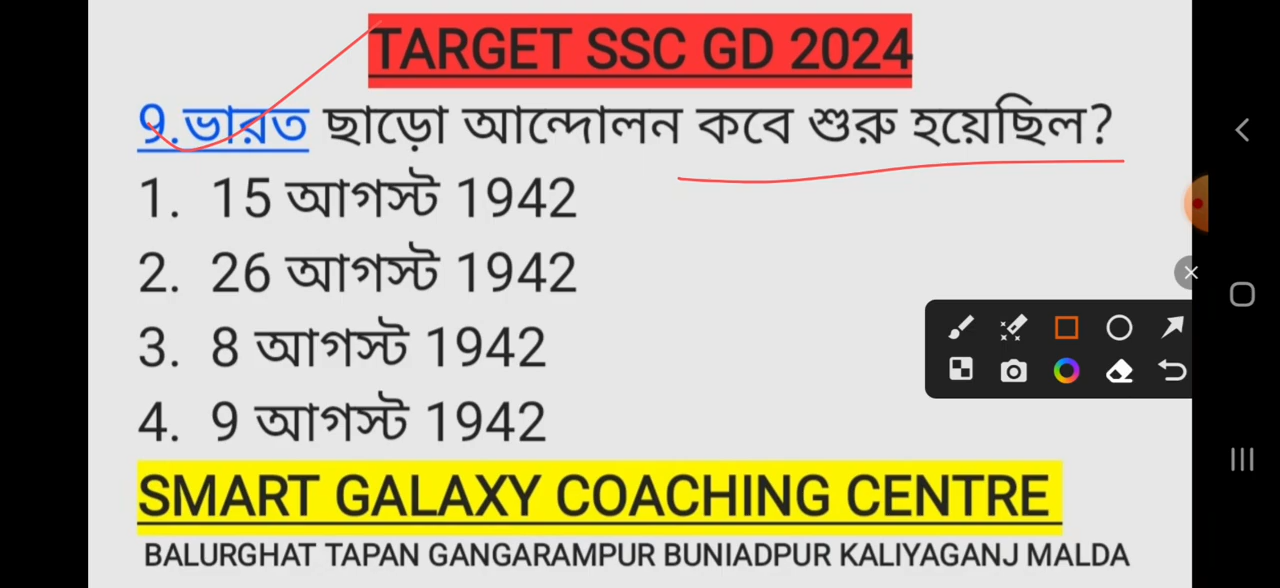 TARGET SSC GD 2024
9.ভারত ছাড়ো আন্দোলন কবে শুরু হয়েছিল?
1. 15 আগস্ট 1942
2. 26 আগস্ট 1942
3. 8 আগস্ট 1942
4. 9 আগস্ট 1942
SMART GALAXY COACHING CENTRE
BALURGHAT TAPAN GANGARAMPUR BUNIADPUR KALIYAGANJ MALDA